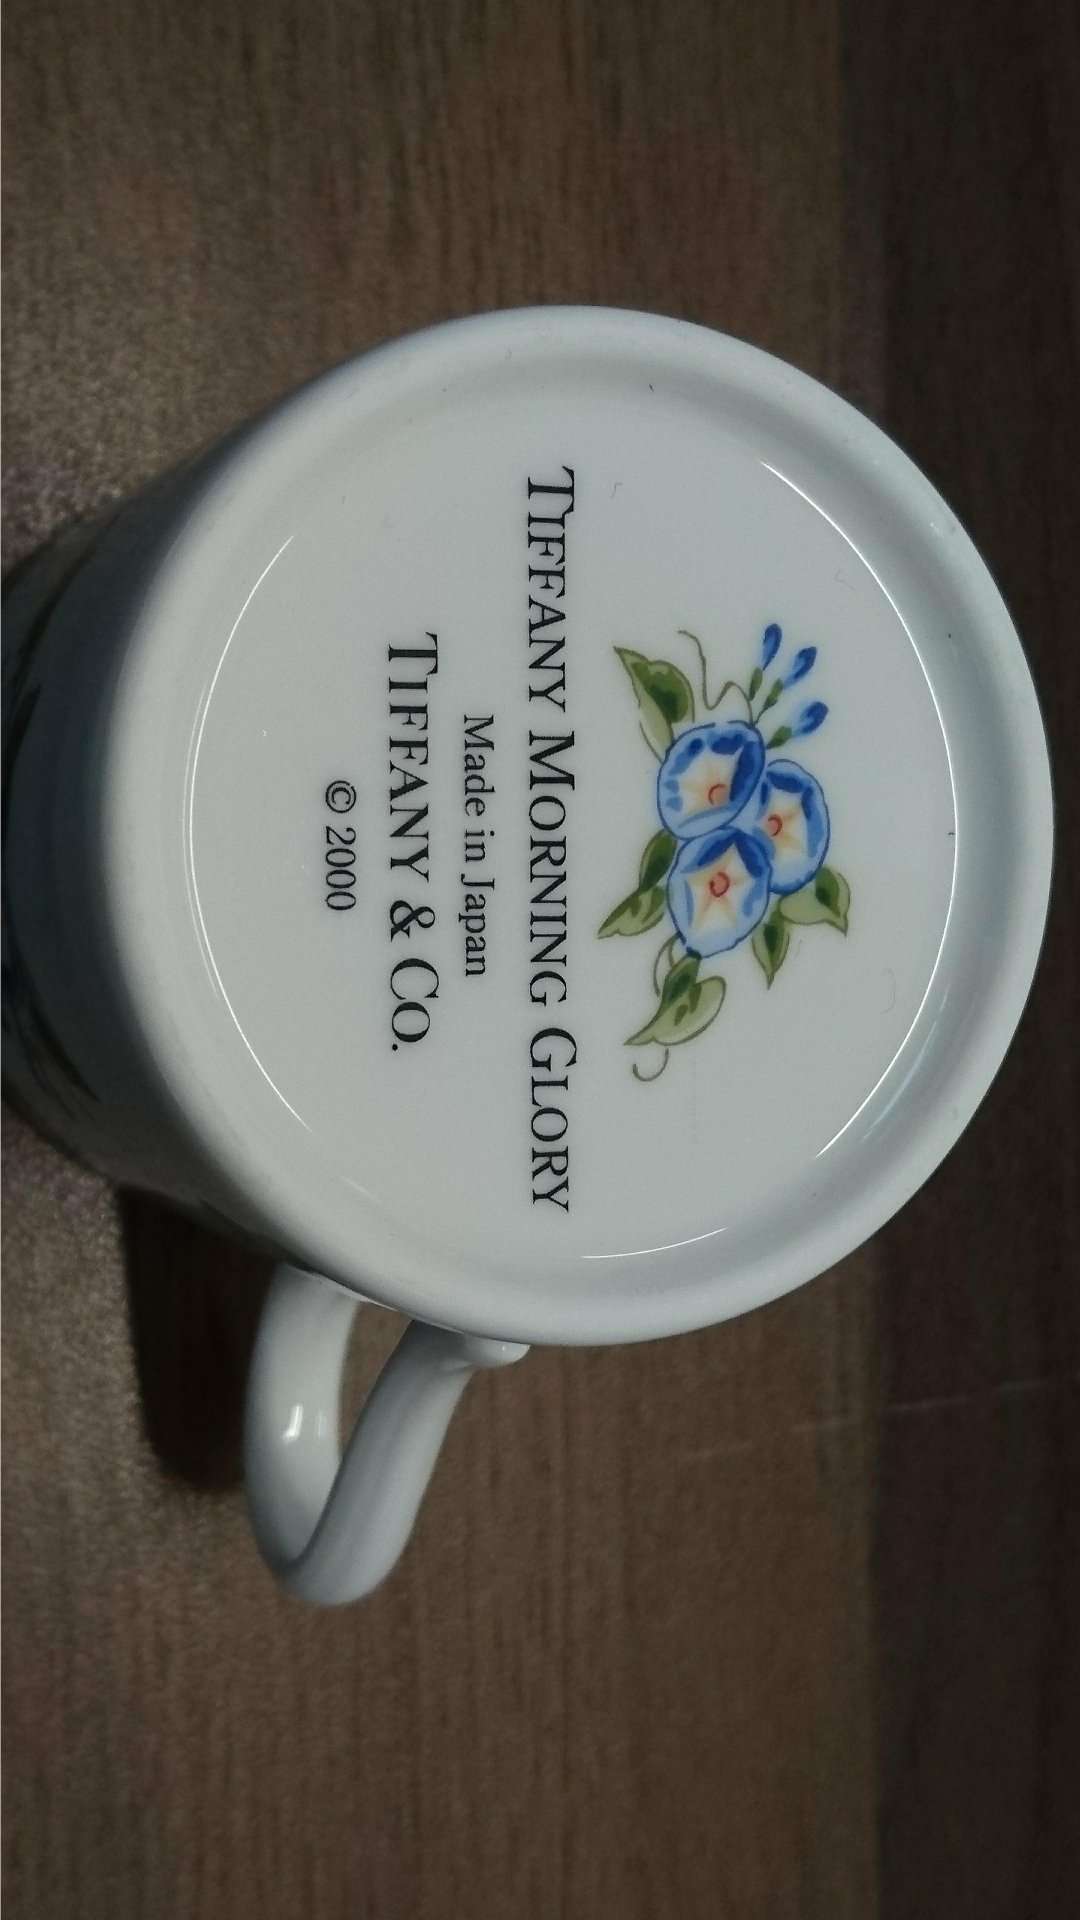 TIFFANY MORNING GLORY
Made in Japan
TIFFANY & CO.
© 2000